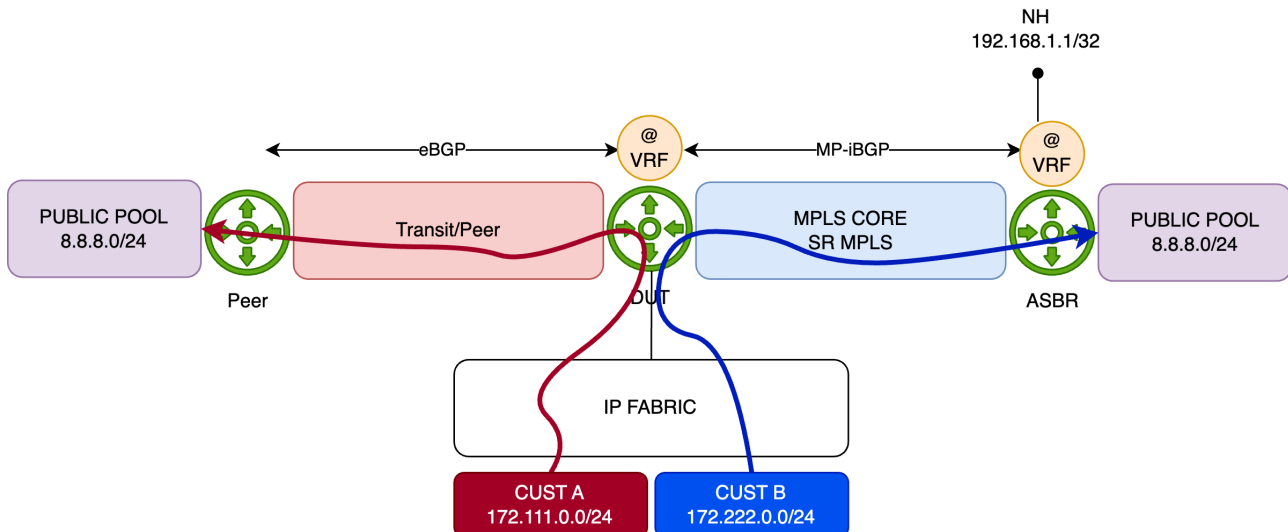 NH
192.168.1.1/32
@
VRF
@
VRF
eBGP
MP-iBGP
PUBLIC POOL
8.8.8.0/24
Transit/Peer
MPLS CORE
SR MPLS
PUBLIC POOL
8.8.8.0/24
Peer
DUT
ASBR
IP FABRIC
CUST A
172.111.0.0/24
CUST B
172.222.0.0/24